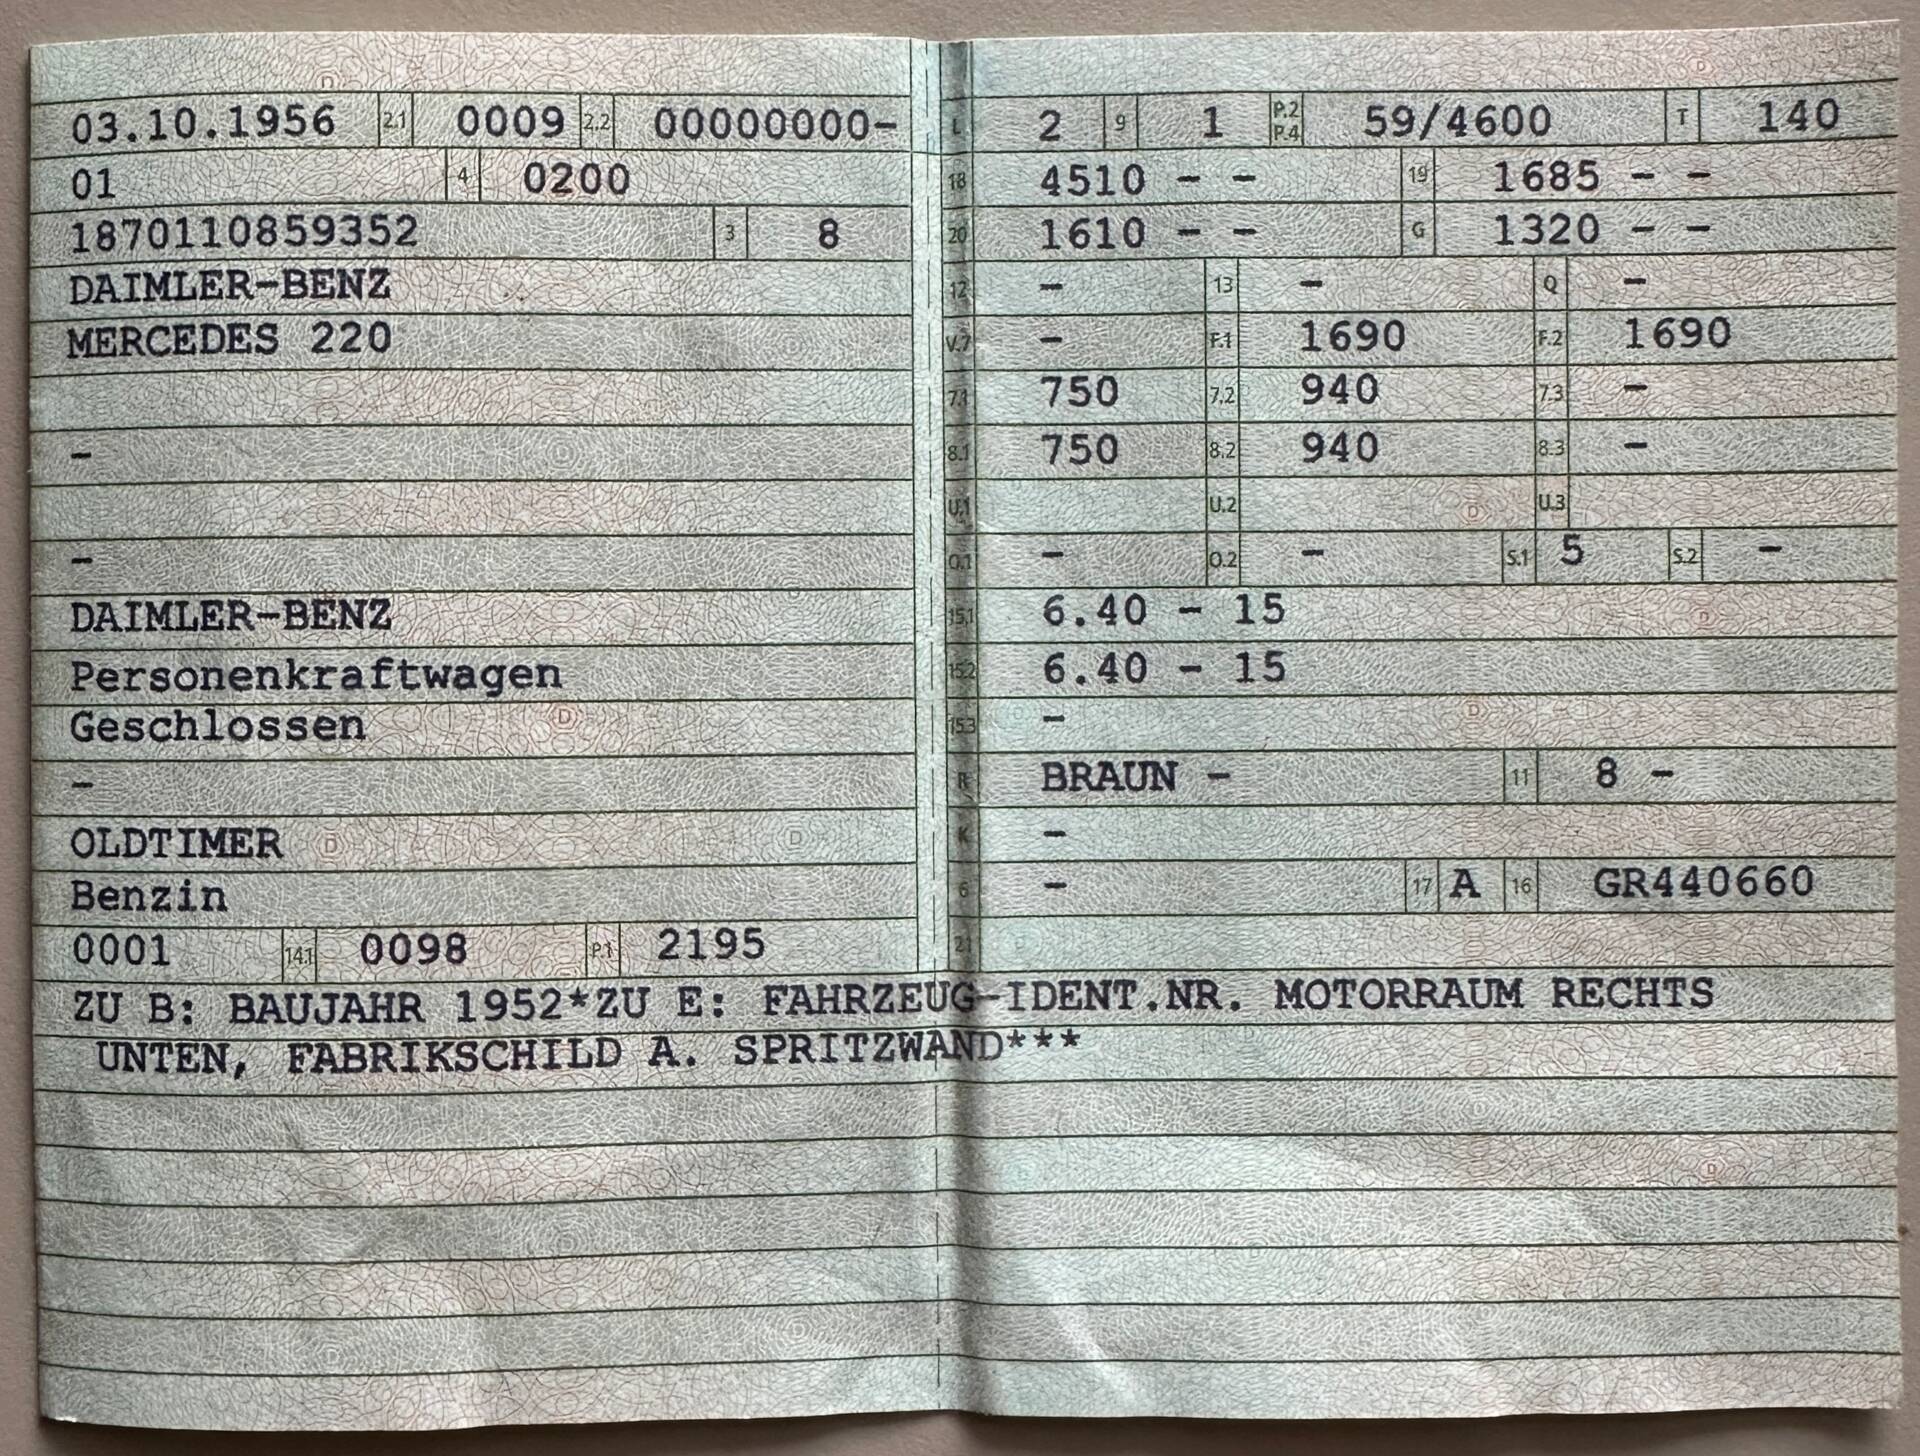 03.10.1956 2.1 0009 2.2 00000000-
01 4 0200
1870110859352 3 8
DAIMLER-BENZ
MERCEDES 220
-
-
DAIMLER-BENZ
Personenkraftwagen
Geschlossen
-
OLDTIMER
Benzin
0001 14.1 0098 P.1 2195
L 2 9 1 P.2 P.4 59/4600 T 140
18 4510 - - 19 1685 - -
20 1610 - - G 1320 - -
12 - 13 - Q -
V.7 - F.1 1690 F.2 1690
7.1 750 7.2 940 7.3 -
8.1 750 8.2 940 8.3 -
U.1 U.2 U.3
O.1 - O.2 - S.1 5 S.2 -
15.1 6.40 - 15
15.2 6.40 - 15
15.3 -
R BRAUN - 11 8 -
K -
6 - 17 A 16 GR440660
21
ZU B: BAUJAHR 1952*ZU E: FAHRZEUG-IDENT.NR. MOTORRAUM RECHTS
UNTEN, FABRIKSCHILD A. SPRITZWAND***